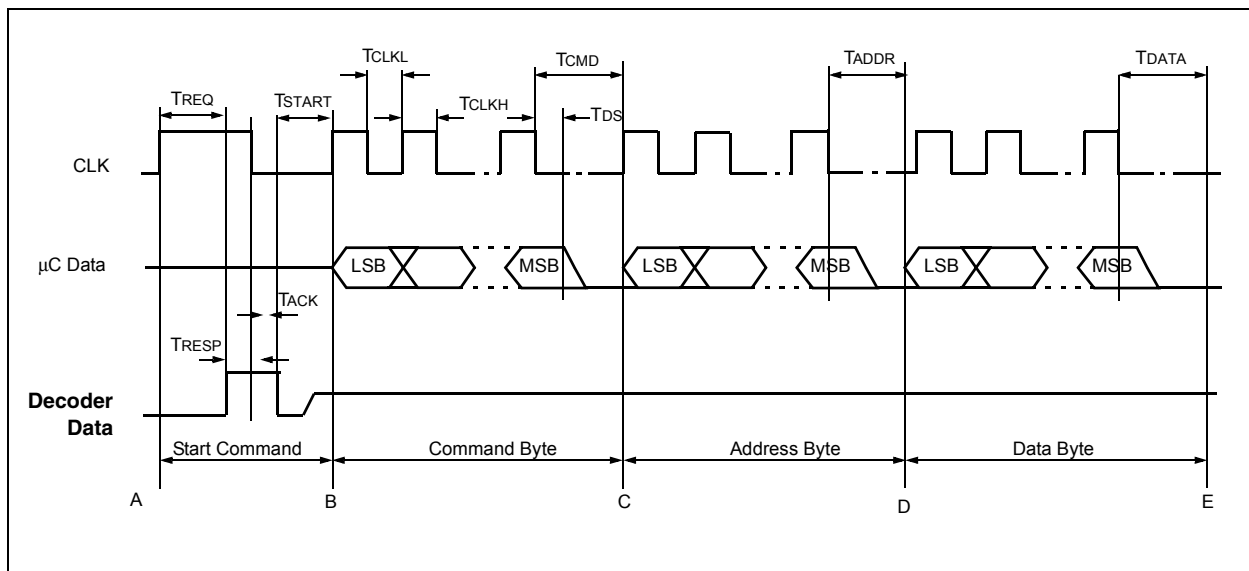 TCLKL
TCMD
TADDR
TDATA
TREQ
TSTART
TCLKH
TDS
CLK
μC Data
LSB
MSB
LSB
MSB
LSB
MSB
TACK
TRESP
Decoder
Data
Start Command
Command Byte
Address Byte
Data Byte
A
B
C
D
E